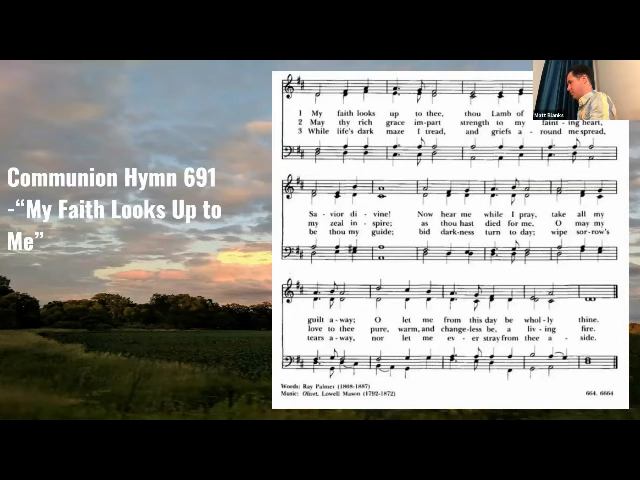 Communion Hymn 691
-“My Faith Looks Up to
Me”
Matt Blanks
1 My faith looks up to thee, thou Lamb of
2 May thy rich grace im-part strength to my faint-ing heart,
3 While life's dark maze I tread, and griefs a-round me spread,
Sa-vior di-vine! Now hear me while I pray, take all my
my zeal in-spire; as thou hast died for me, O may my
be thou my guide; bid dark-ness turn to day; wipe sor-row's
guilt a-way; O let me from this day be whol-ly thine.
love to thee pure, warm, and change-less be, a liv-ing fire.
tears a-way, nor let me ev-er stray from thee a-side.
Words: Ray Palmer (1808-1887)
Music: Olivet, Lowell Mason (1792-1872)
664. 6664